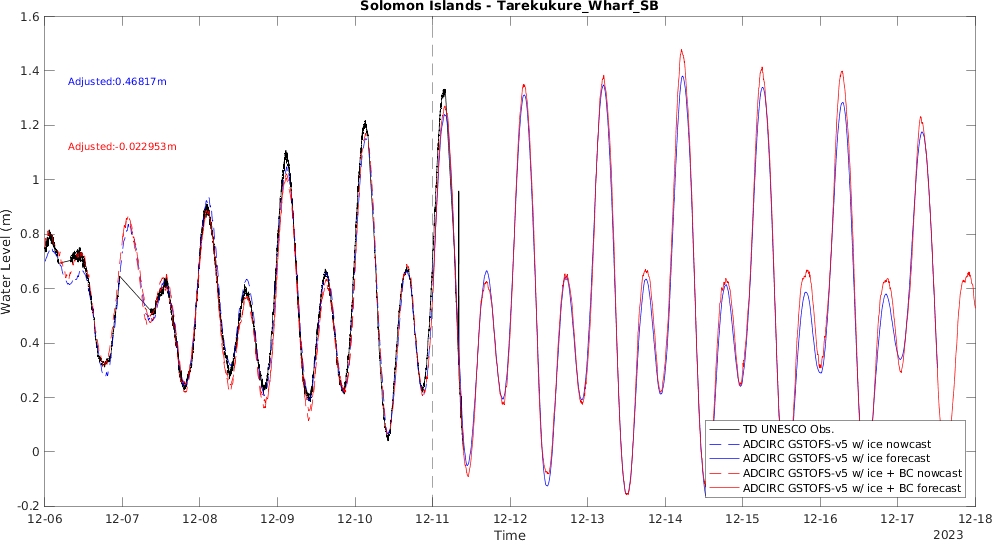 Solomon Islands - Tarekukure_Wharf_SB
1.6
1.4
1.2
1
0.8
0.6
0.4
0.2
0
-0.2
Water Level (m)
Adjusted:0.46817m
Adjusted:-0.022953m
TD UNESCO Obs.
ADCIRC GSTOFS-v5 w/ ice nowcast
ADCIRC GSTOFS-v5 w/ ice forecast
ADCIRC GSTOFS-v5 w/ ice + BC nowcast
ADCIRC GSTOFS-v5 w/ ice + BC forecast
12-06 12-07 12-08 12-09 12-10 12-11 12-12 12-13 12-14 12-15 12-16 12-17 12-18
Time
2023